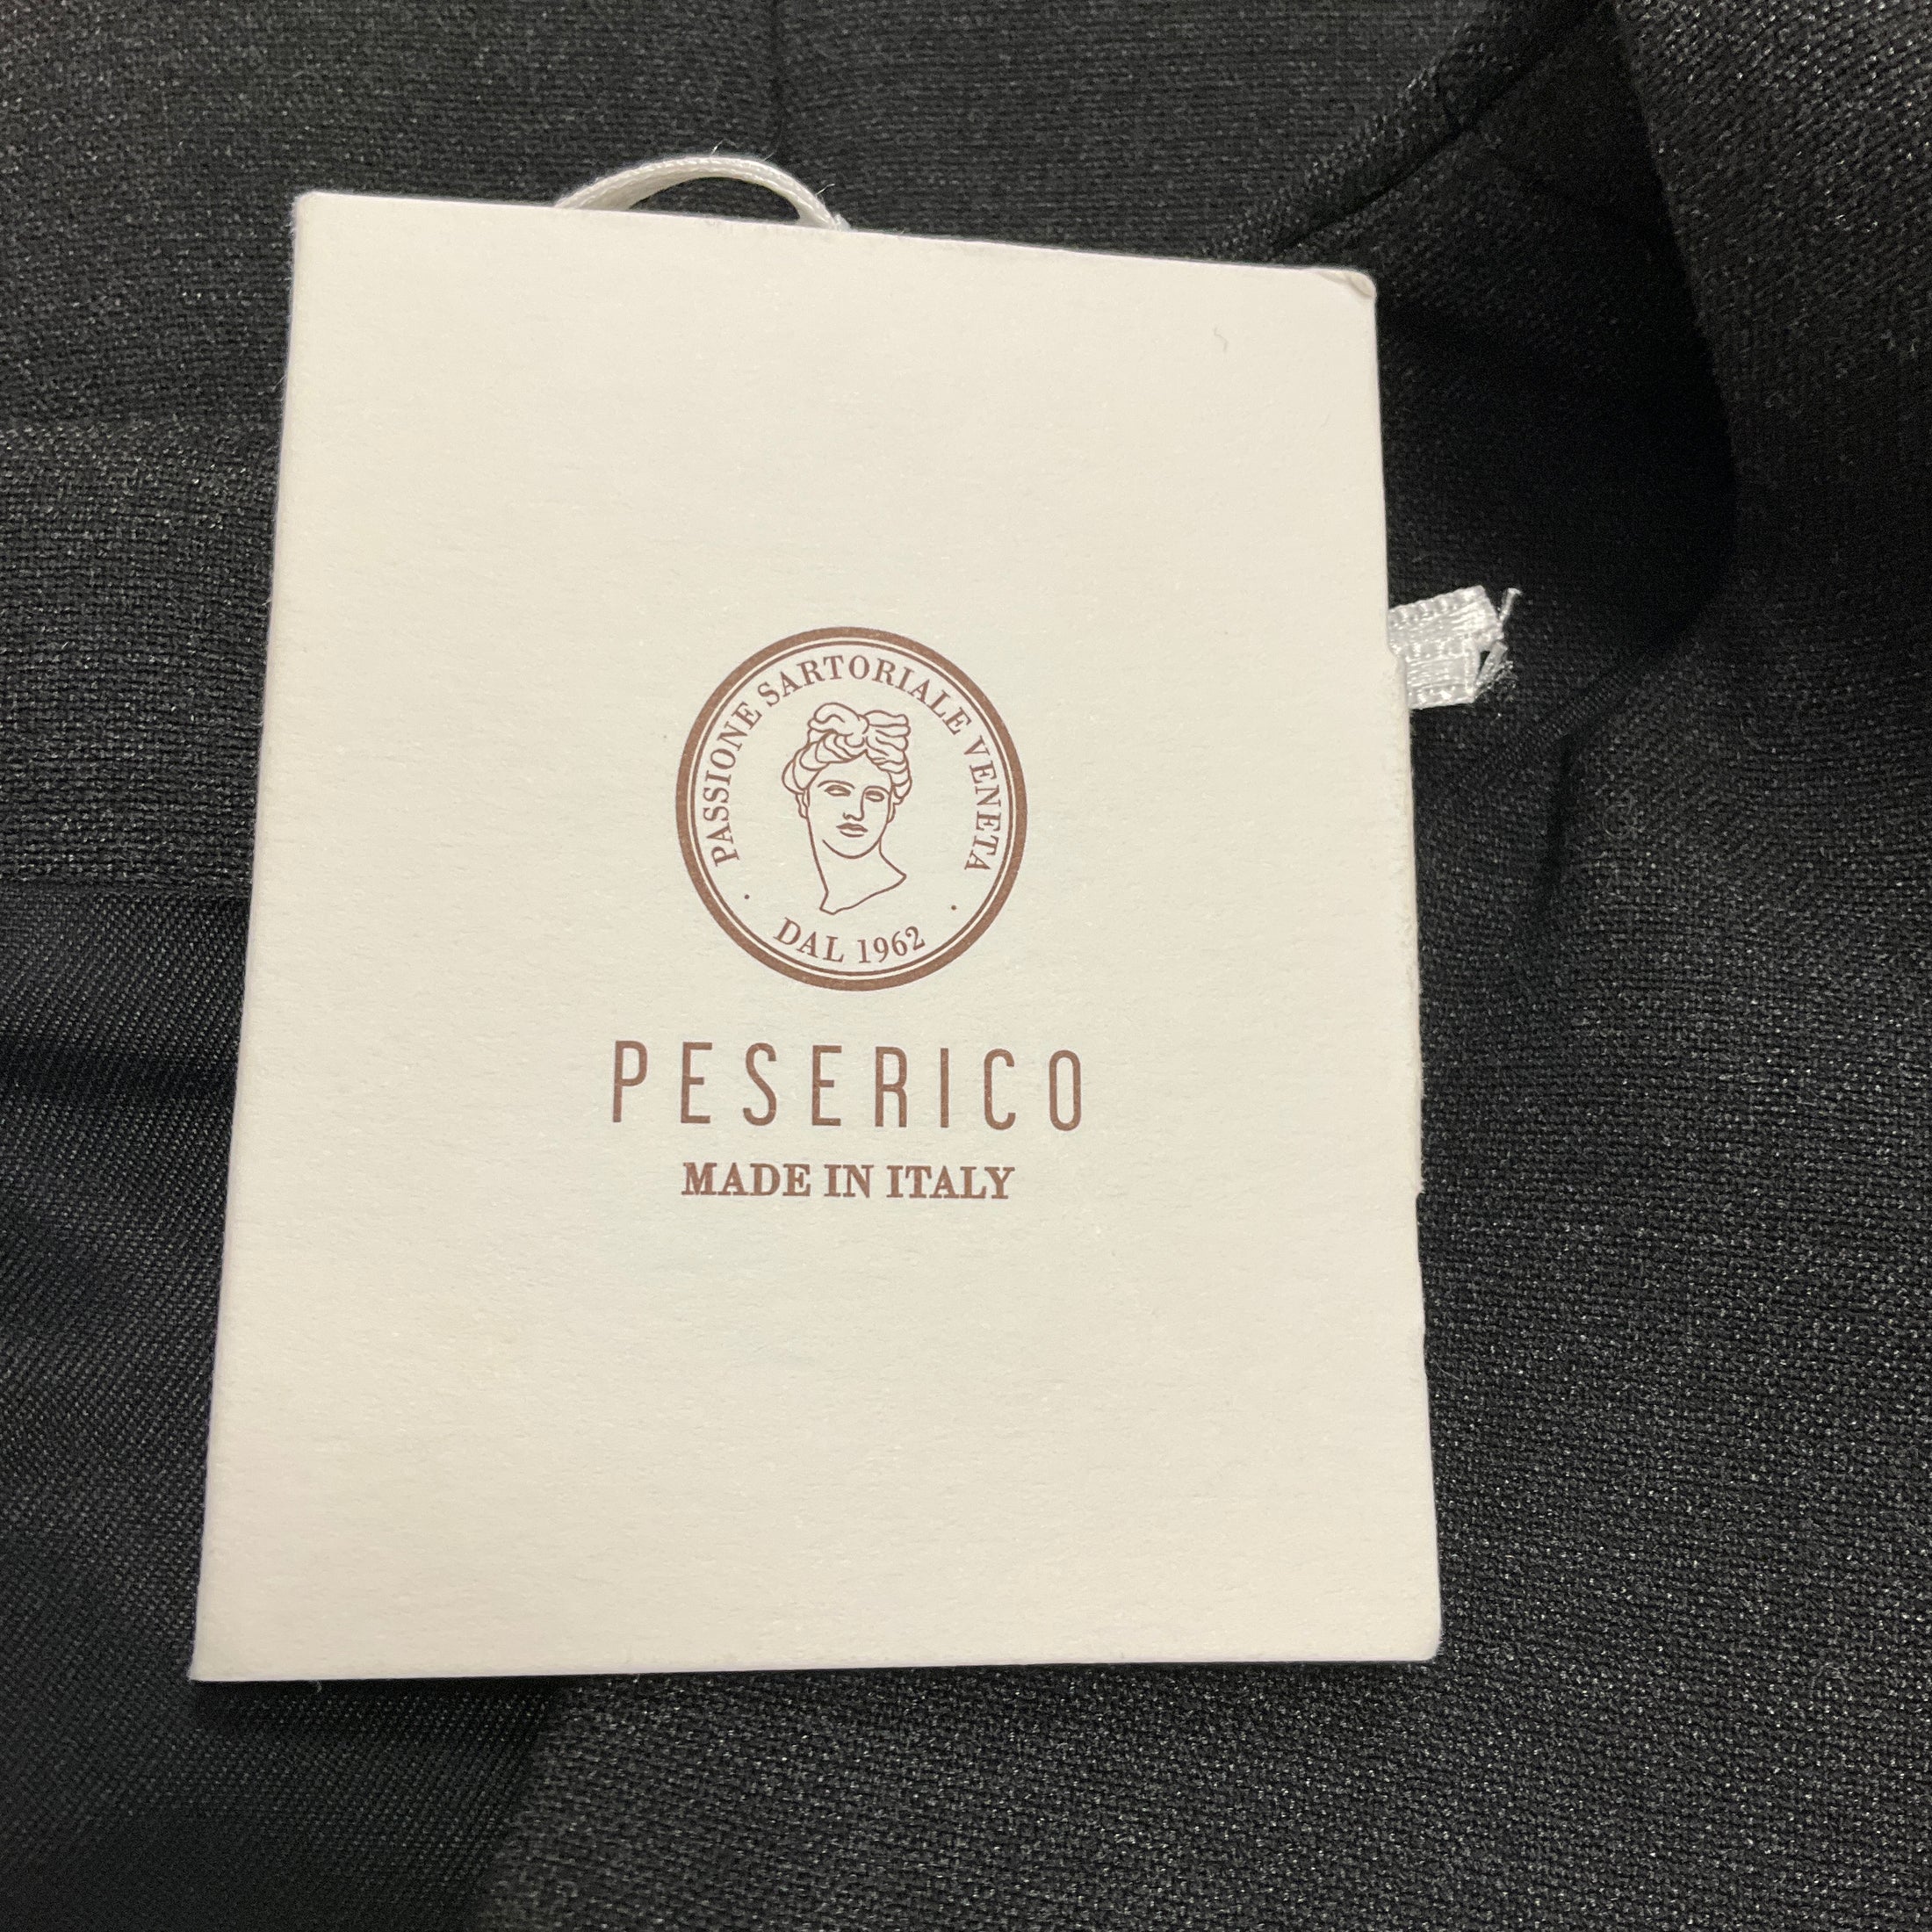 PASSIONE SARTORIALE VENETA
· DAL 1962 ·
PESERICO
MADE IN ITALY